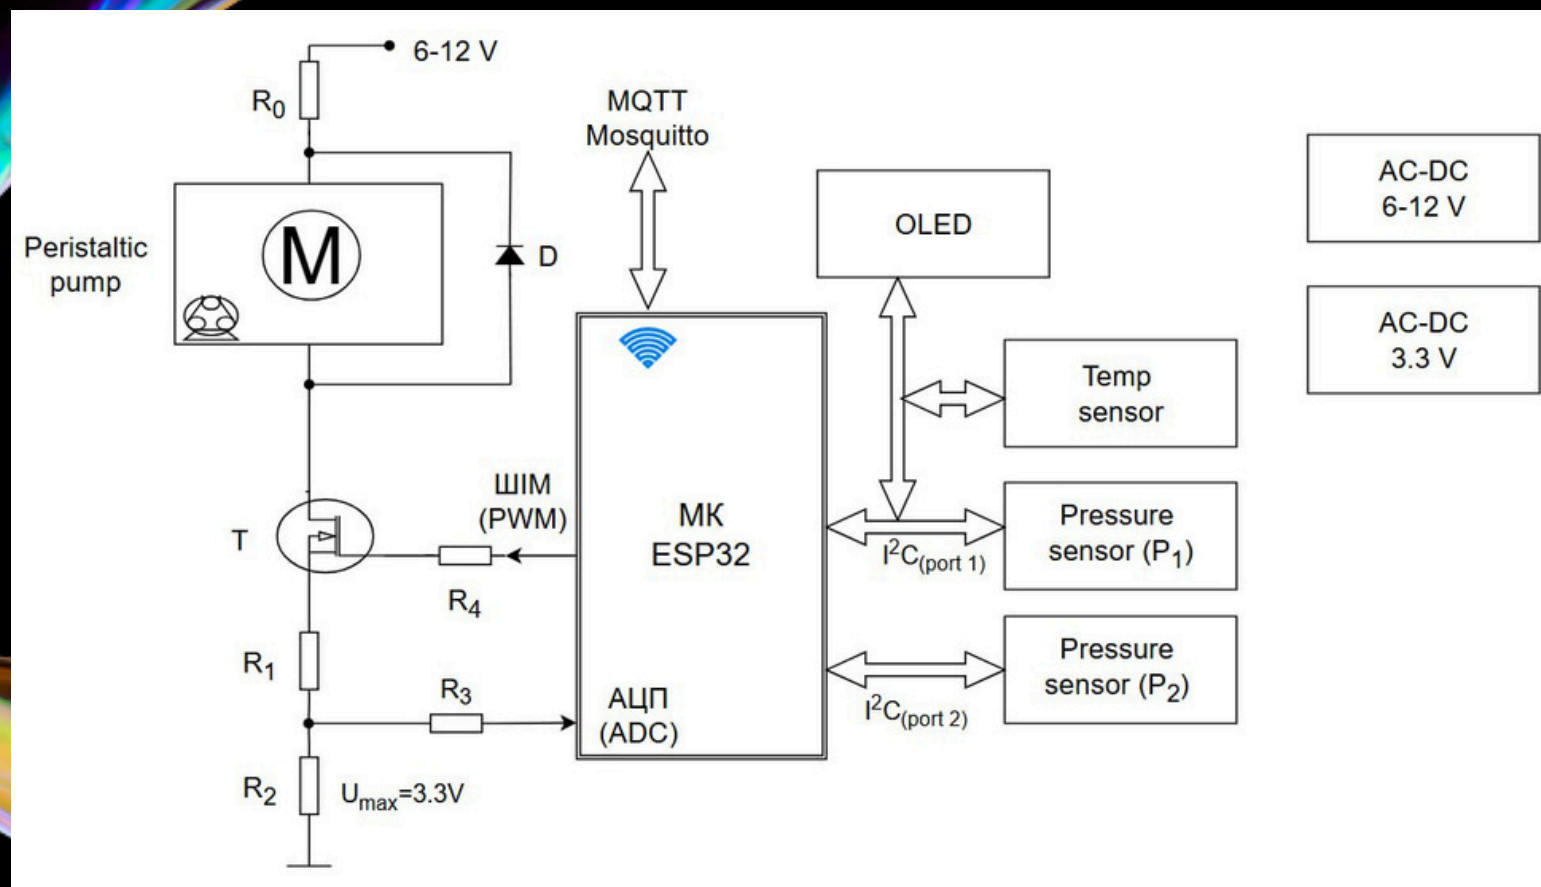 6-12 V
R₀
MQTT
Mosquitto
AC-DC
6-12 V
OLED
Peristaltic
pump
M
D
AC-DC
3.3 V
Temp
sensor
ШІМ
(PWM)
T
МК
ESP32
Pressure
sensor (P₁)
I²C(port 1)
R₄
R₁
R₃
АЦП
(ADC)
Pressure
sensor (P₂)
I²C(port 2)
R₂
Umax=3.3V